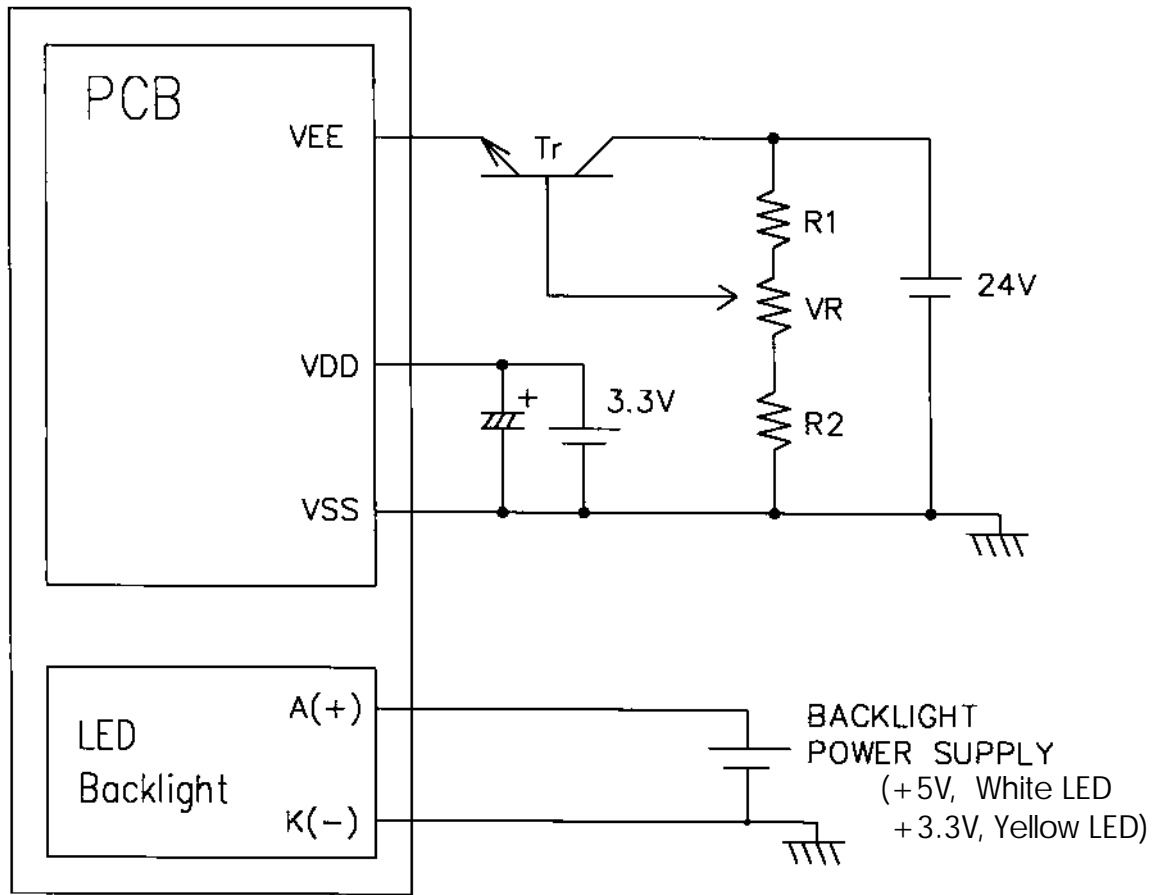 PCB
VEE
Tr
R1
24V
VR
VDD
+
3.3V
R2
VSS
A(+)
LED
Backlight
K(-)
BACKLIGHT
POWER SUPPLY
(+5V, White LED
+3.3V, Yellow LED)